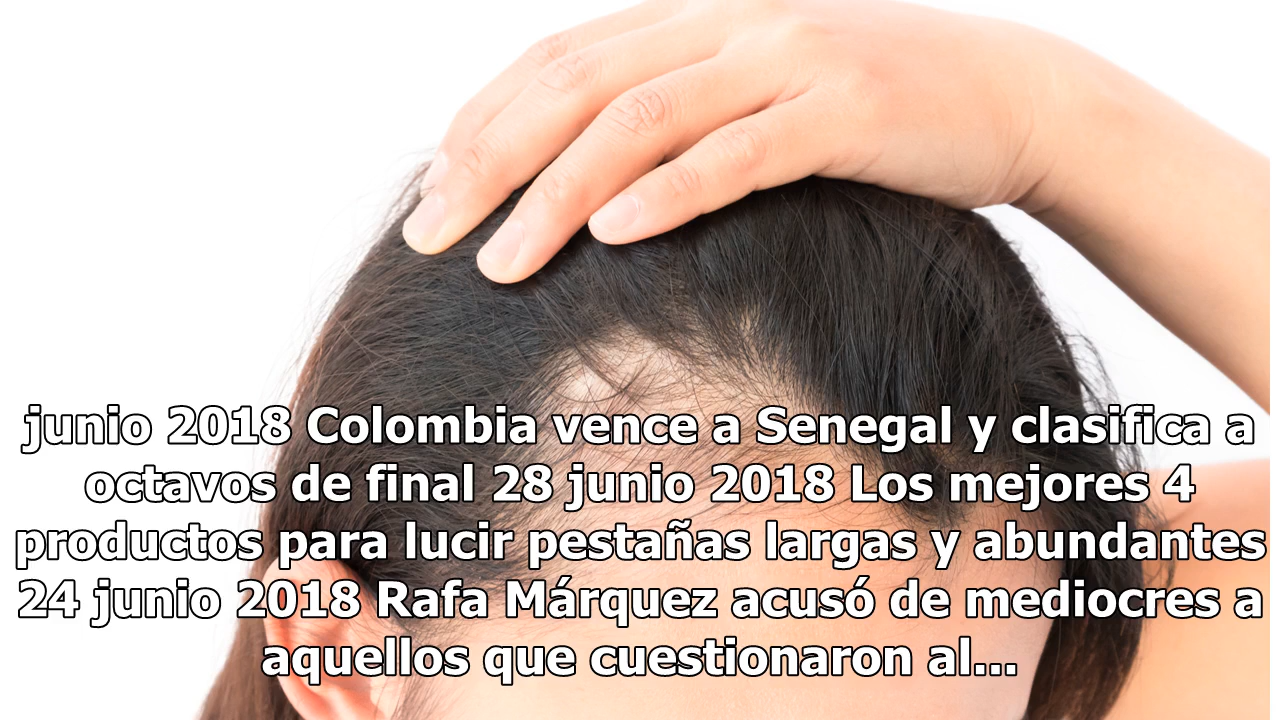 junio 2018 Colombia vence a Senegal y clasifica a
octavos de final 28 junio 2018 Los mejores 4
productos para lucir pestañas largas y abundantes
24 junio 2018 Rafa Márquez acusó de mediocres a
aquellos que cuestionaron al...